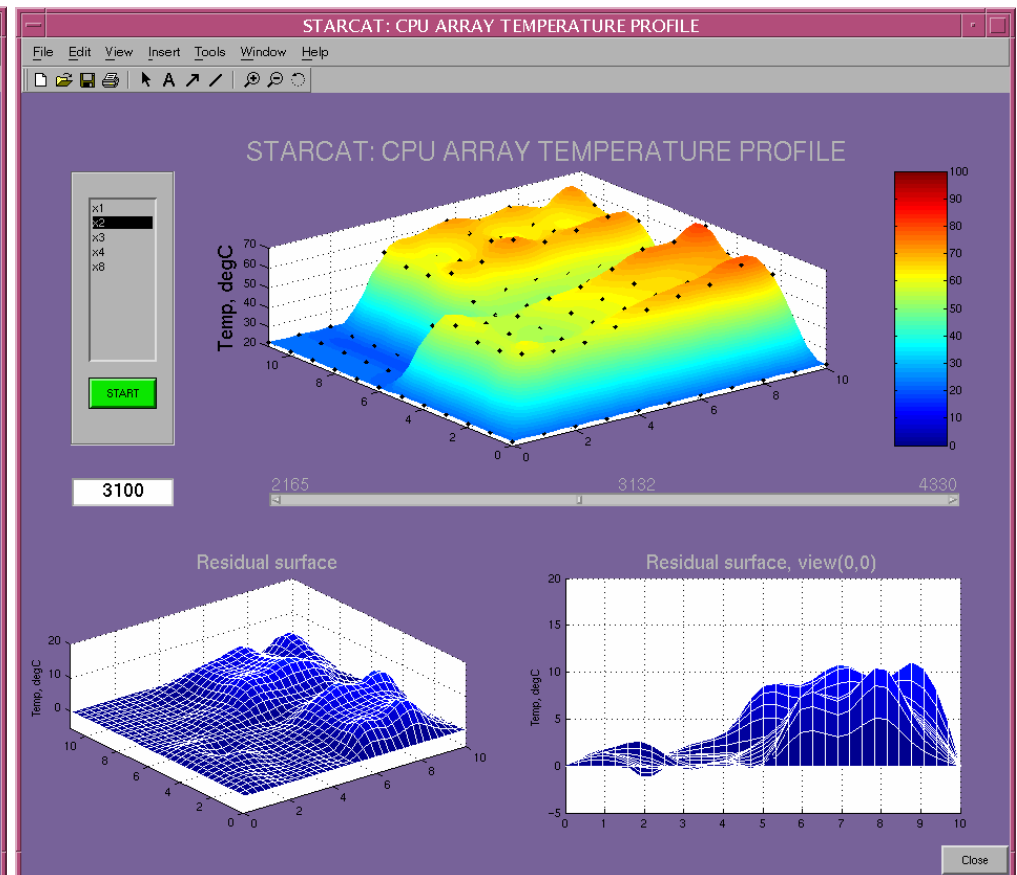 STARCAT: CPU ARRAY TEMPERATURE PROFILE
File Edit View Insert Tools Window Help
A
STARCAT: CPU ARRAY TEMPERATURE PROFILE
x1
x2
x3
x4
x8
START
Temp, degC
70
60
50
40
30
20
10
8
6
4
2
0
0
2
4
6
8
10
100
90
80
70
60
50
40
30
20
10
0
3100
2165 3132 4330
Residual surface
Temp, degC
20
10
0
10
8
6
4
2
0
0
2
4
6
8
10
Residual surface, view(0,0)
Temp, degC
20
15
10
5
0
-5
0 1 2 3 4 5 6 7 8 9 10
Close